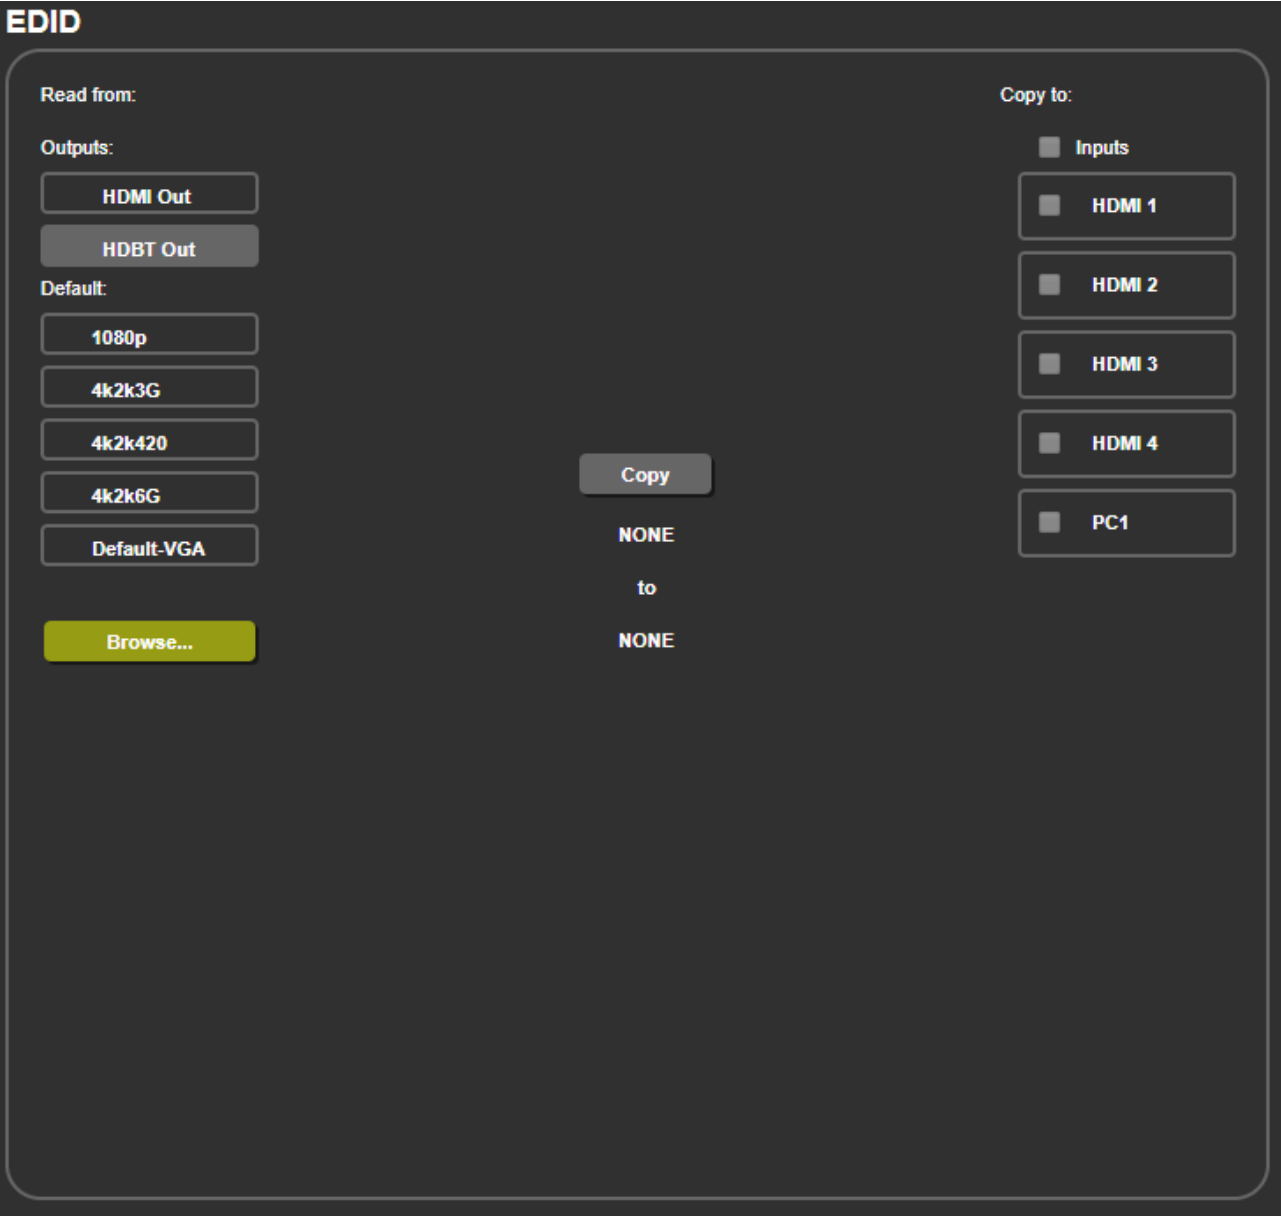 EDID
Read from:
Outputs:
HDMI Out
HDBT Out
Default:
1080p
4k2k3G
4k2k420
4k2k6G
Default-VGA
Browse...
Copy
NONE
to
NONE
Copy to:
Inputs
HDMI 1
HDMI 2
HDMI 3
HDMI 4
PC1